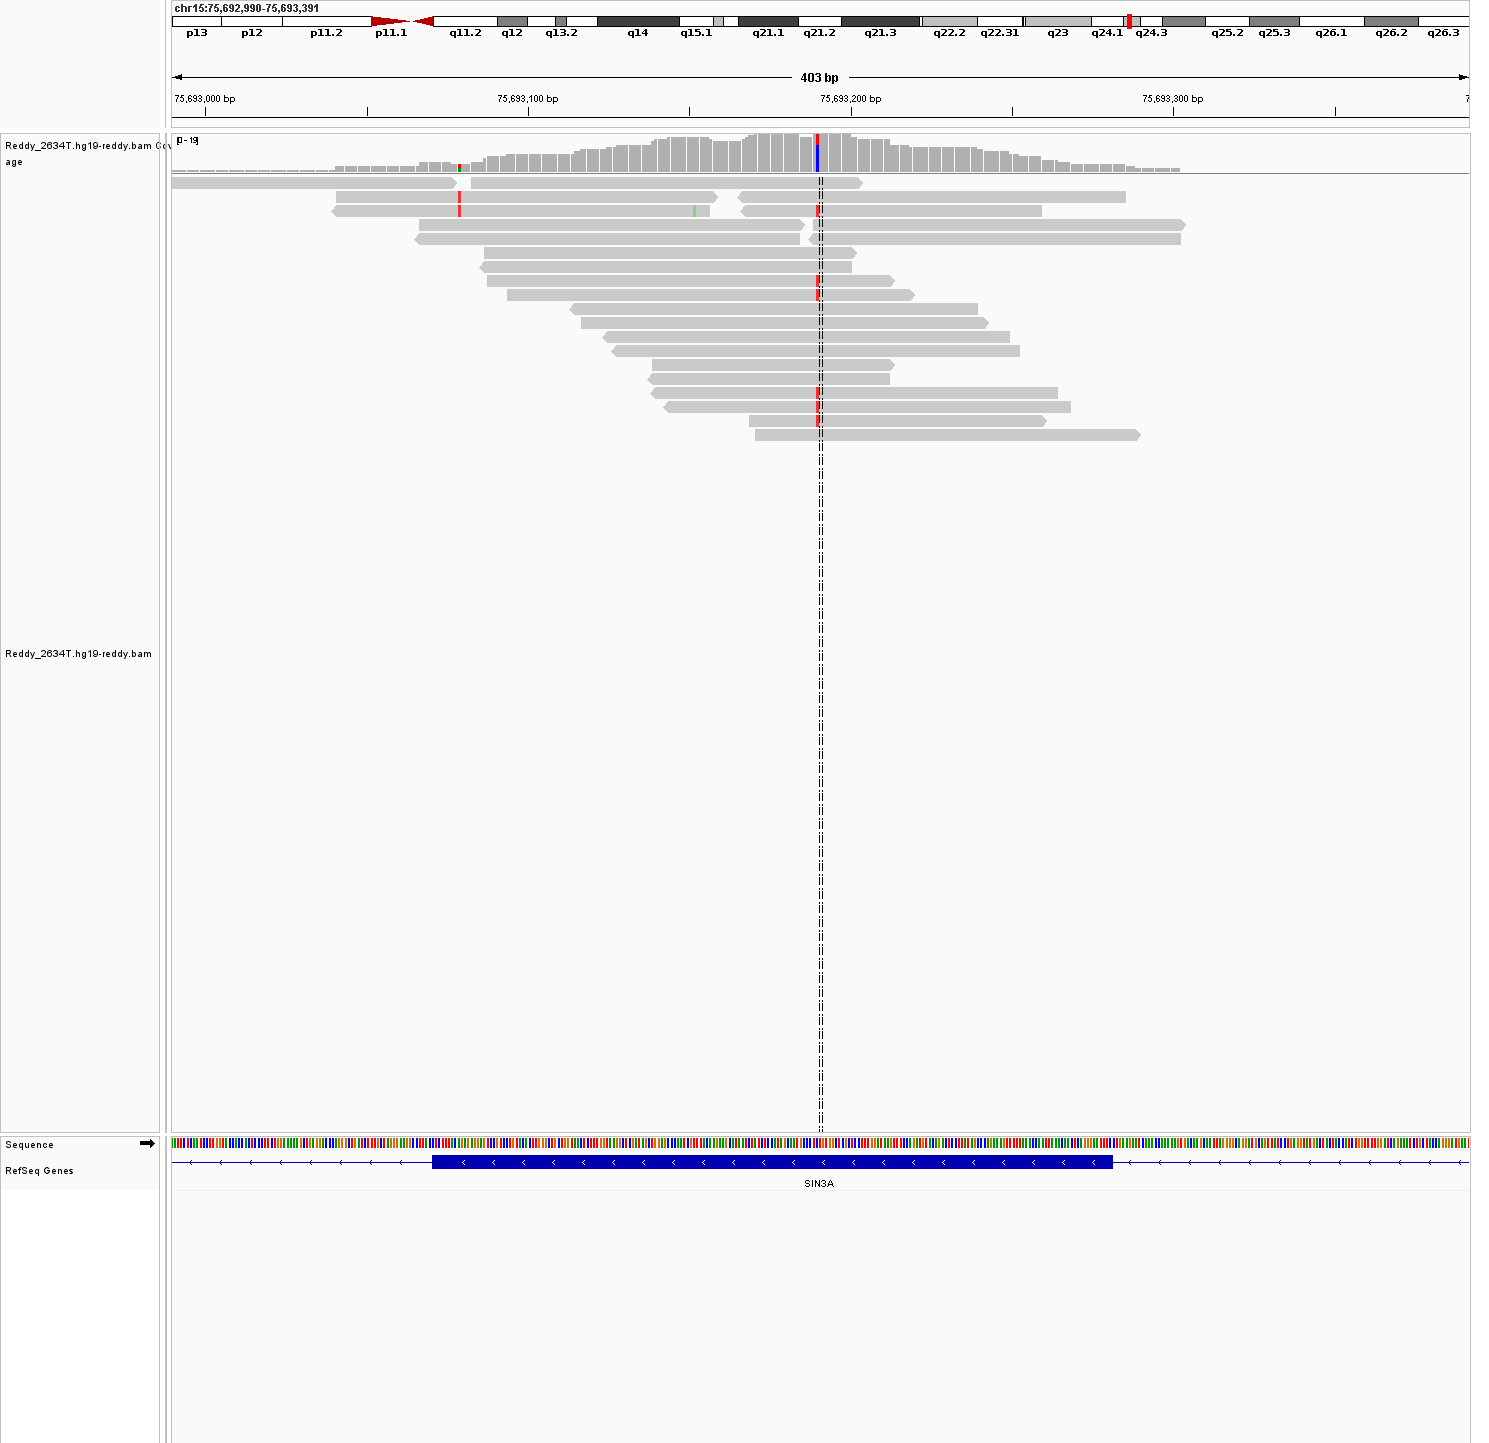 chr15:75,692,990-75,693,391
p13 p12 p11.2 p11.1 q11.2 q12 q13.2 q14 q15.1 q21.1 q21.2 q21.3 q22.2 q22.31 q23 q24.1 q24.3 q25.2 q25.3 q26.1 q26.2 q26.3
403 bp
75,693,000 bp 75,693,100 bp 75,693,200 bp 75,693,300 bp 7
Reddy_2634T.hg19-reddy.bam Cov
age
[0 - 19]
Reddy_2634T.hg19-reddy.bam
Sequence
RefSeq Genes
SIN3A